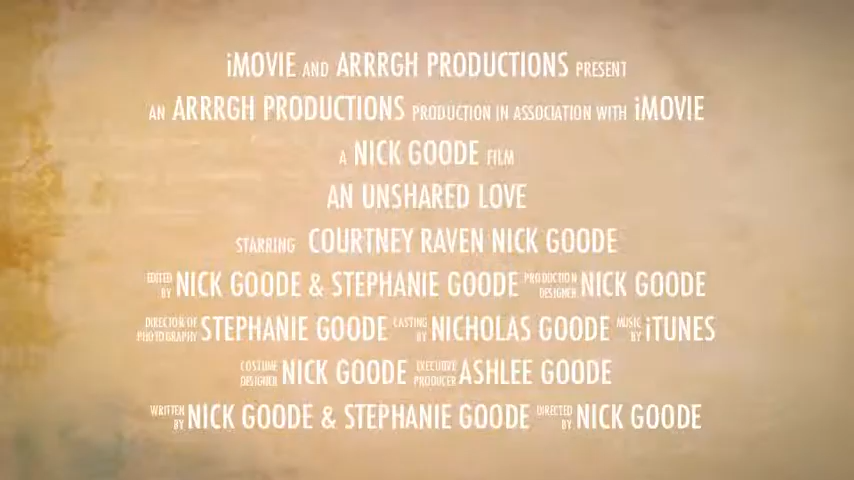 iMOVIE AND ARRRGH PRODUCTIONS PRESENT
AN ARRRGH PRODUCTIONS PRODUCTION IN ASSOCIATION WITH iMOVIE
A NICK GOODE FILM
AN UNSHARED LOVE
STARRING COURTNEY RAVEN NICK GOODE
EDITED BY NICK GOODE & STEPHANIE GOODE PRODUCTION DESIGNER NICK GOODE
DIRECTOR OF PHOTOGRAPHY STEPHANIE GOODE CASTING BY NICHOLAS GOODE MUSIC BY iTUNES
COSTUME DESIGNER NICK GOODE EXECUTIVE PRODUCER ASHLEE GOODE
WRITTEN BY NICK GOODE & STEPHANIE GOODE DIRECTED BY NICK GOODE